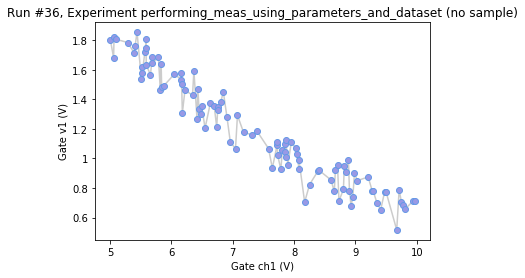 Run #36, Experiment performing_meas_using_parameters_and_dataset (no sample)
1.8
1.6
1.4
1.2
1
0.8
0.6
Gate v1 (V)
5 6 7 8 9 10
Gate ch1 (V)